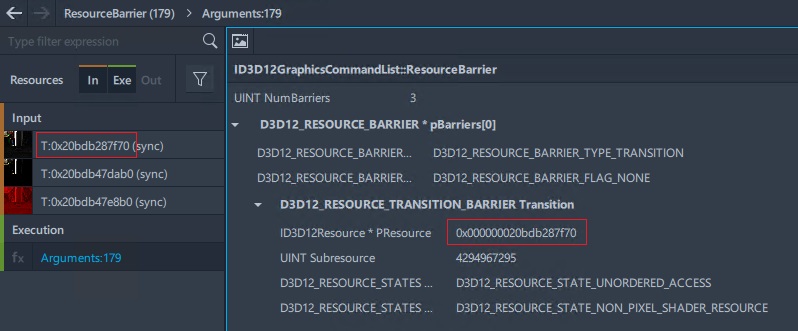 ResourceBarrier (179) > Arguments:179
Type filter expression
Resources In Exe Out
Input
T:0x20bdb287f70 (sync)
T:0x20bdb47dab0 (sync)
T:0x20bdb47e8b0 (sync)
Execution
fx Arguments:179
ID3D12GraphicsCommandList::ResourceBarrier
UINT NumBarriers 3
D3D12_RESOURCE_BARRIER * pBarriers[0]
D3D12_RESOURCE_BARRIER... D3D12_RESOURCE_BARRIER_TYPE_TRANSITION
D3D12_RESOURCE_BARRIER... D3D12_RESOURCE_BARRIER_FLAG_NONE
D3D12_RESOURCE_TRANSITION_BARRIER Transition
ID3D12Resource * PResource 0x000000020bdb287f70
UINT Subresource 4294967295
D3D12_RESOURCE_STATES ... D3D12_RESOURCE_STATE_UNORDERED_ACCESS
D3D12_RESOURCE_STATES ... D3D12_RESOURCE_STATE_NON_PIXEL_SHADER_RESOURCE